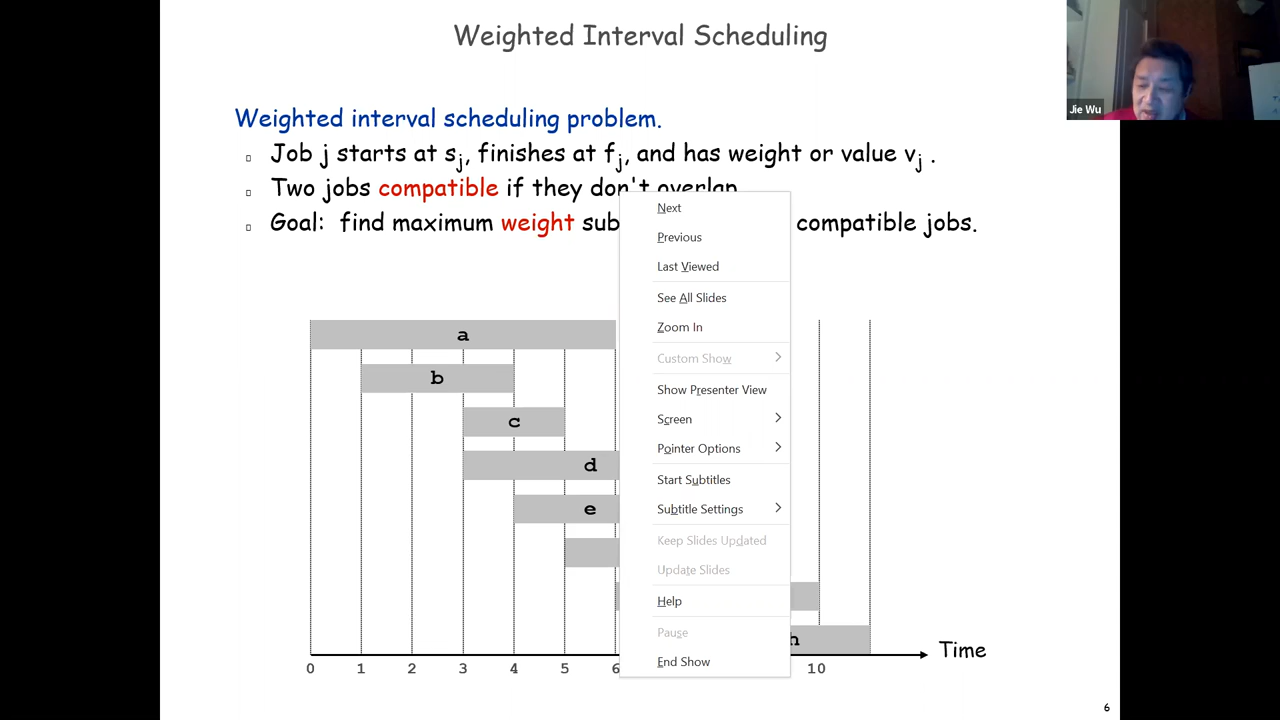 Weighted Interval Scheduling
Jie Wu
Weighted interval scheduling problem.
Job j starts at sj, finishes at fj, and has weight or value vj .
Two jobs compatible if they don't overlap
Goal: find maximum weight sub compatible jobs.
Next
Previous
Last Viewed
See All Slides
Zoom In
Custom Show
Show Presenter View
Screen
Pointer Options
Start Subtitles
Subtitle Settings
Keep Slides Updated
Update Slides
Help
Pause
End Show
a
b
c
d
e
h
0 1 2 3 4 5 6 10
Time
6